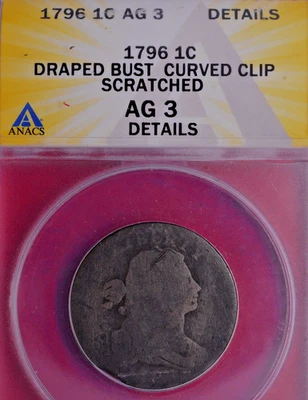 1796 1C AG 3 DETAILS
1796 1C
DRAPED BUST CURVED CLIP
SCRATCHED
AG 3
DETAILS
ANACS